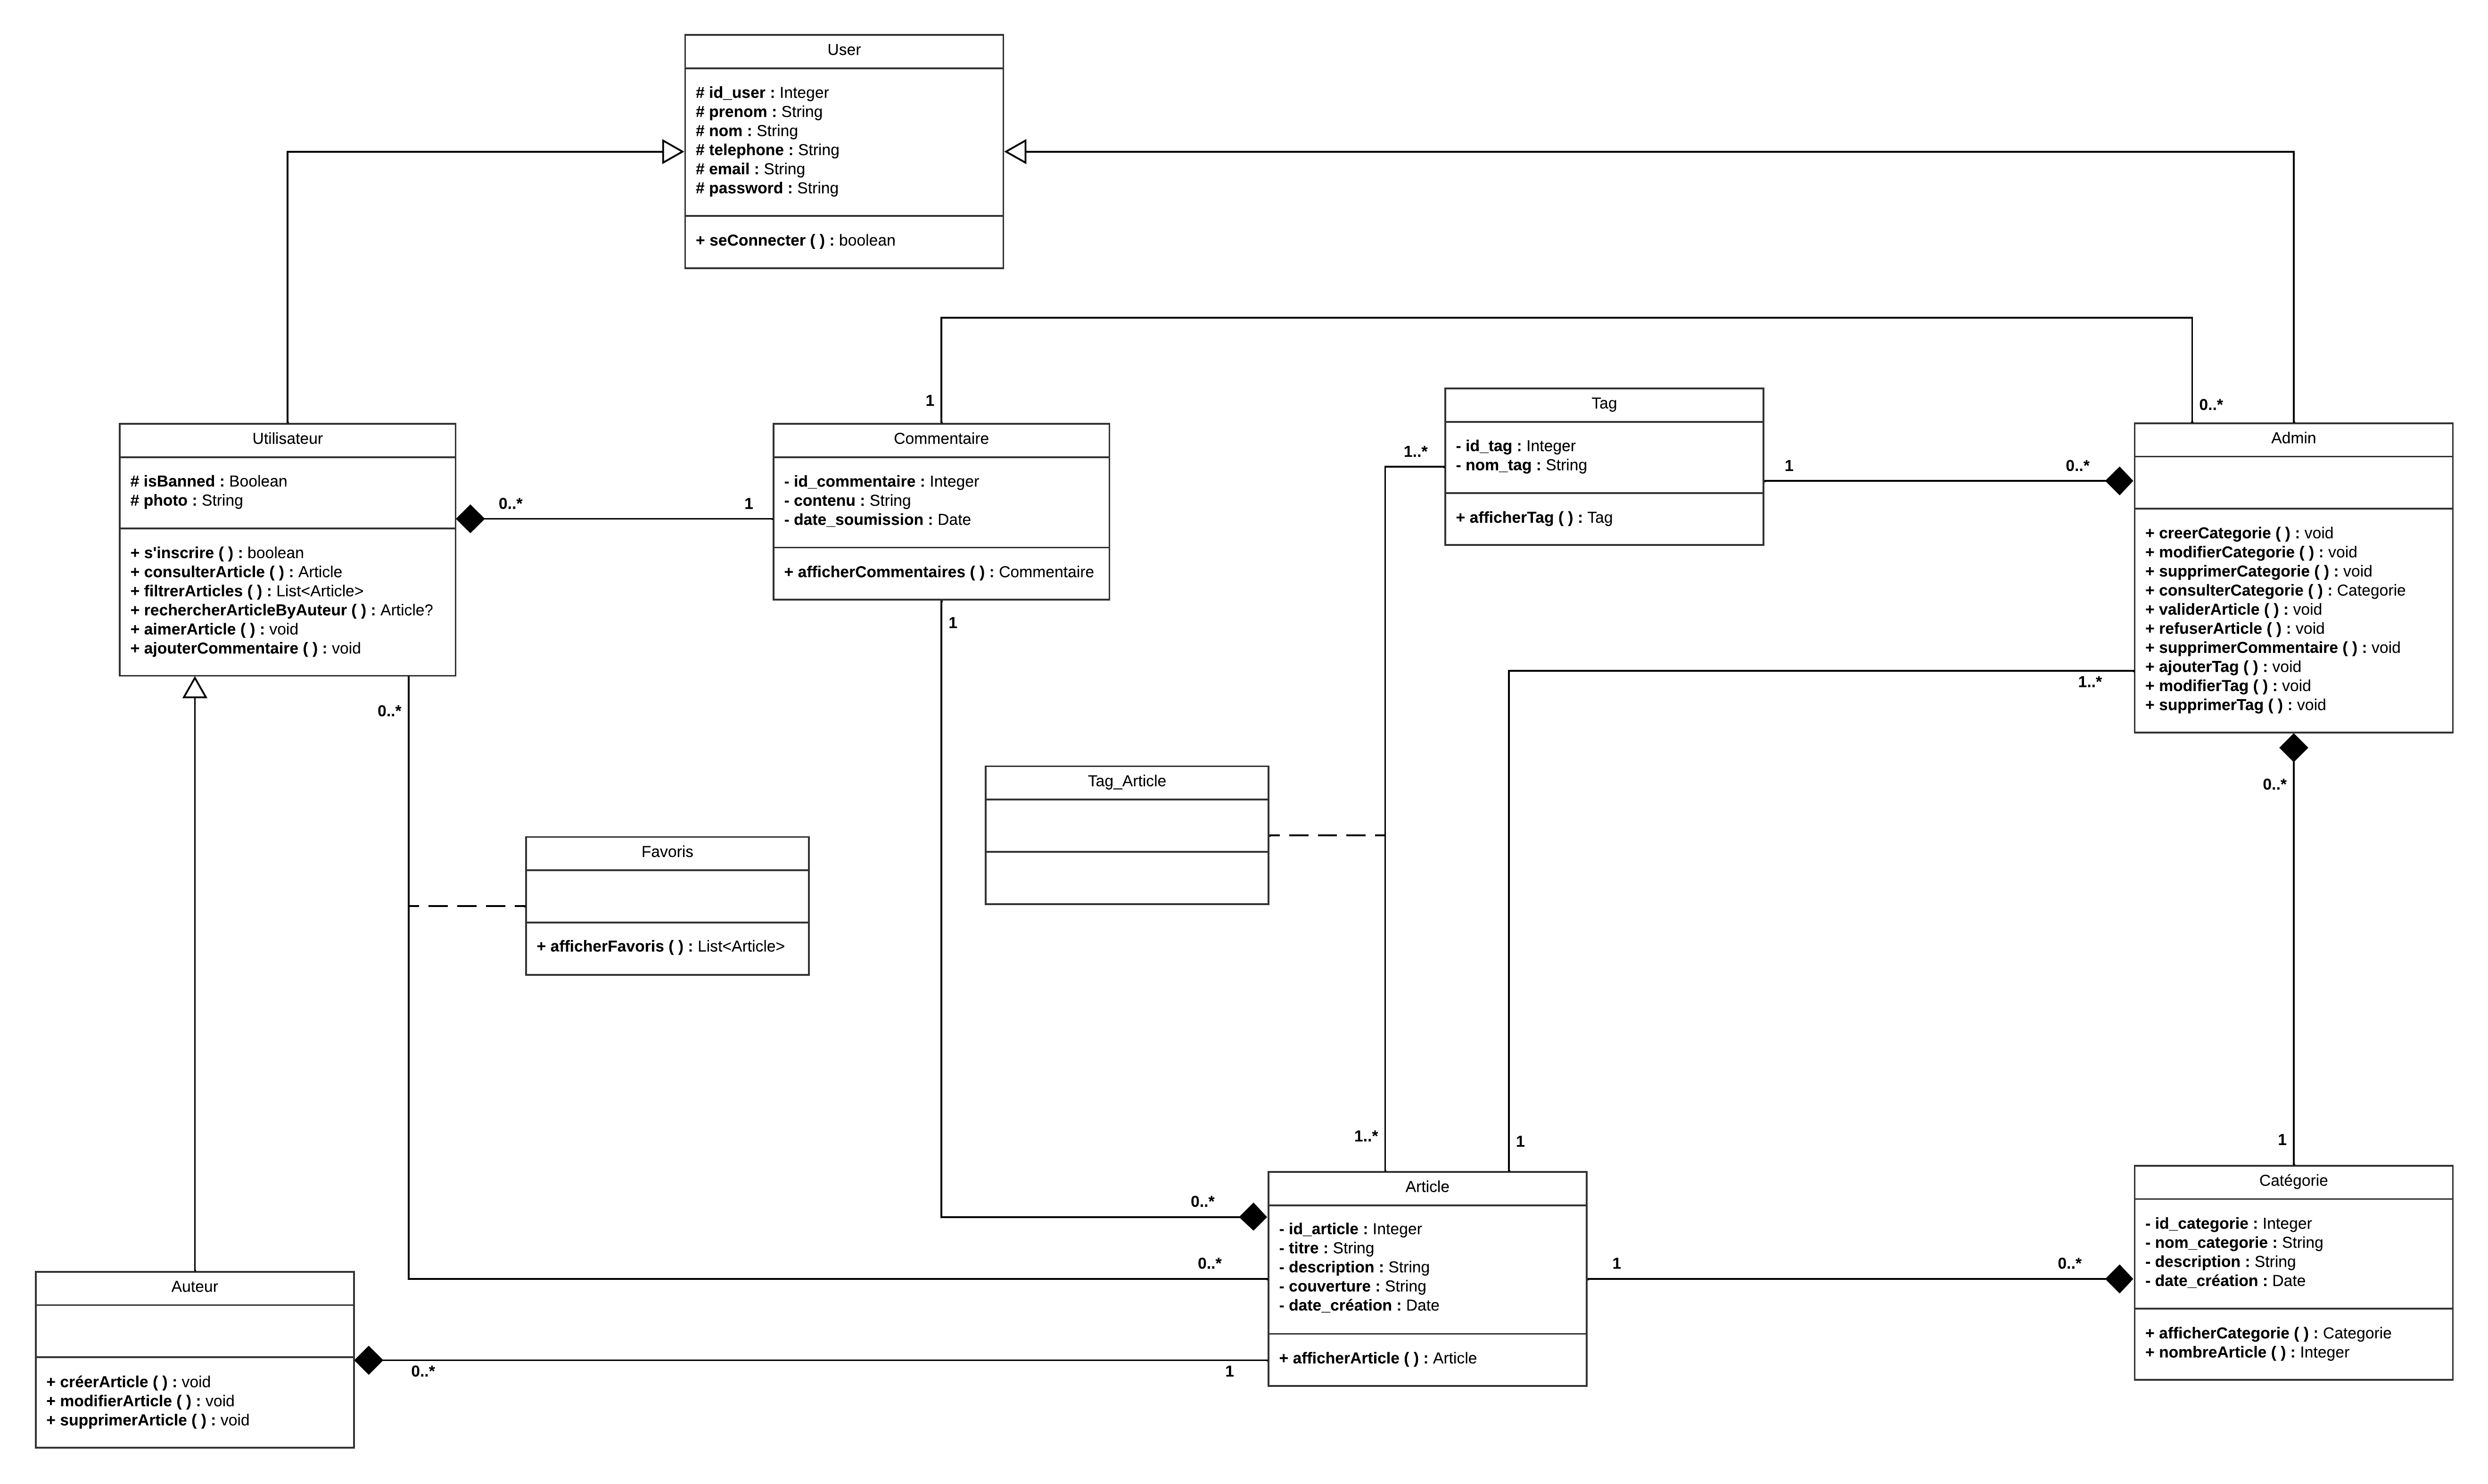 User
# id_user : Integer
# prenom : String
# nom : String
# telephone : String
# email : String
# password : String
+ seConnecter ( ) : boolean
1
0..*
Utilisateur
# isBanned : Boolean
# photo : String
+ s'inscrire ( ) : boolean
+ consulterArticle ( ) : Article
+ filtrerArticles ( ) : List<Article>
+ rechercherArticleByAuteur ( ) : Article?
+ aimerArticle ( ) : void
+ ajouterCommentaire ( ) : void
0..*
1
Commentaire
- id_commentaire : Integer
- contenu : String
- date_soumission : Date
+ afficherCommentaires ( ) : Commentaire
1
1..*
Tag
- id_tag : Integer
- nom_tag : String
+ afficherTag ( ) : Tag
1
0..*
Admin
+ creerCategorie ( ) : void
+ modifierCategorie ( ) : void
+ supprimerCategorie ( ) : void
+ consulterCategorie ( ) : Categorie
+ validerArticle ( ) : void
+ refuserArticle ( ) : void
+ supprimerCommentaire ( ) : void
+ ajouterTag ( ) : void
+ modifierTag ( ) : void
+ supprimerTag ( ) : void
1..*
0..*
0..*
Tag_Article
Favoris
+ afficherFavoris ( ) : List<Article>
1..*
1
1
0..*
0..*
Article
- id_article : Integer
- titre : String
- description : String
- couverture : String
- date_création : Date
+ afficherArticle ( ) : Article
1
0..*
Catégorie
- id_categorie : Integer
- nom_categorie : String
- description : String
- date_création : Date
+ afficherCategorie ( ) : Categorie
+ nombreArticle ( ) : Integer
Auteur
+ créerArticle ( ) : void
+ modifierArticle ( ) : void
+ supprimerArticle ( ) : void
0..*
1